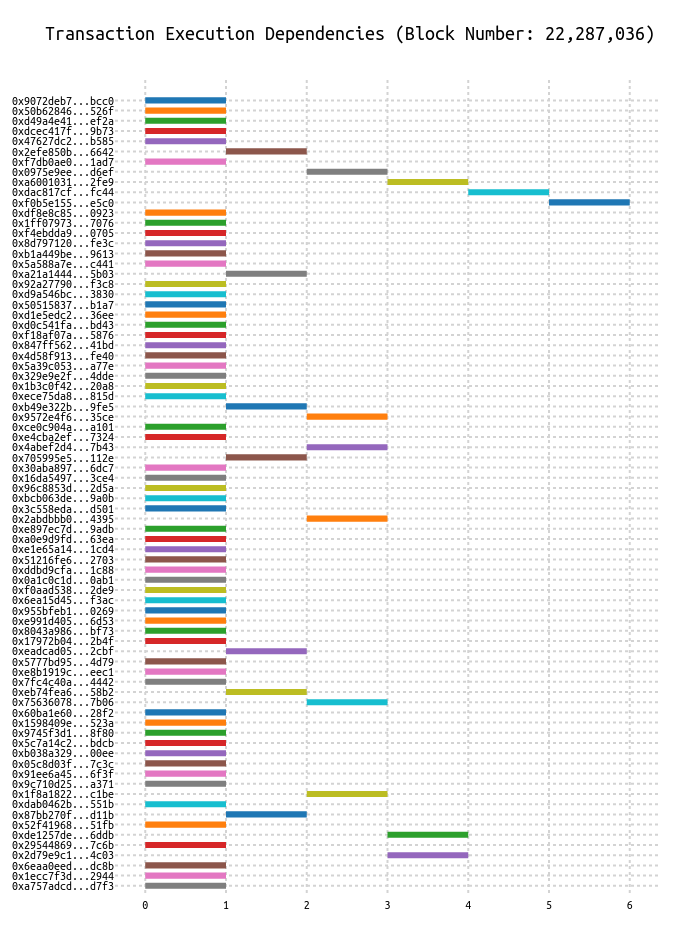 Transaction Execution Dependencies (Block Number: 22,287,036)
0x9072deb7...bcc0
0x50b62846...526f
0xd49a4e41...ef2a
0xdcec417f...9b73
0x47627dc2...b585
0x2efe850b...6642
0xf7db0ae0...1ad7
0x0975e9ee...d6ef
0xa6001031...2fe9
0xdac817cf...fc44
0xf0b5e155...e5c0
0xdf8e8c85...0923
0x1ff07973...7076
0xf4ebdda9...0705
0x8d797120...fe3c
0xb1a449be...9613
0x5a588a7e...c441
0xa21a1444...5b03
0x92a27790...f3c8
0xd9a546bc...3830
0x50515837...b1a7
0xd1e5edc2...36ee
0xd0c541fa...bd43
0xf18af07a...5876
0x847ff562...41bd
0x4d58f913...fe40
0x5a39c053...a77e
0x329e9e2f...4dde
0x1b3c0f42...20a8
0xece75da8...815d
0xb49e322b...9fe5
0x9572e4f6...35ce
0xce0c904a...a101
0xe4cba2ef...7324
0x4abef2d4...7b43
0x705995e5...112e
0x30aba897...6dc7
0x16da5497...3ce4
0x96c8853d...2d5a
0xbcb063de...9a0b
0x3c558eda...d501
0x2abdbbb0...4395
0xe897ec7d...9adb
0xa0e9d9fd...63ea
0xe1e65a14...1cd4
0x51216fe6...2703
0xddbd9cfa...1c88
0x0a1c0c1d...0ab1
0xf0aad538...2de9
0x6ea15d45...f3ac
0x955bfeb1...0269
0xe991d405...6d53
0x8043a986...bf73
0x17972b04...2b4f
0xeadcad05...2cbf
0x5777bd95...4d79
0xe8b1919c...eec1
0x7fc4c40a...4442
0xeb74fea6...58b2
0x75636078...7b06
0x60ba1e60...28f2
0x1598409e...523a
0x9745f3d1...8f80
0x5c7a14c2...bdcb
0xb038a329...00ee
0x05c8d03f...7c3c
0x91ee6a45...6f3f
0x9c710d25...a371
0x1f8a1822...c1be
0xdab0462b...551b
0x87bb270f...d11b
0x52f41968...51fb
0xde1257de...6ddb
0x29544869...7c6b
0x2d79e9c1...4c03
0x6eaa0eed...dc8b
0x1ecc7f3d...2944
0xa757adcd...d7f3
0 1 2 3 4 5 6